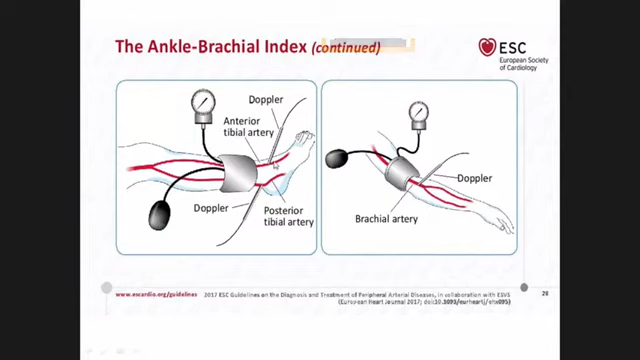 The Ankle-Brachial Index (continued)
ESC
European Society
of Cardiology
Doppler
Anterior
tibial artery
Doppler
Posterior
tibial artery
Doppler
Brachial artery
www.escardio.org/guidelines
2017 ESC Guidelines on the Diagnosis and Treatment of Peripheral Arterial Diseases, in collaboration with ESVS
(European Heart Journal 2017; doi:10.1093/eurheartj/ehx095)
28